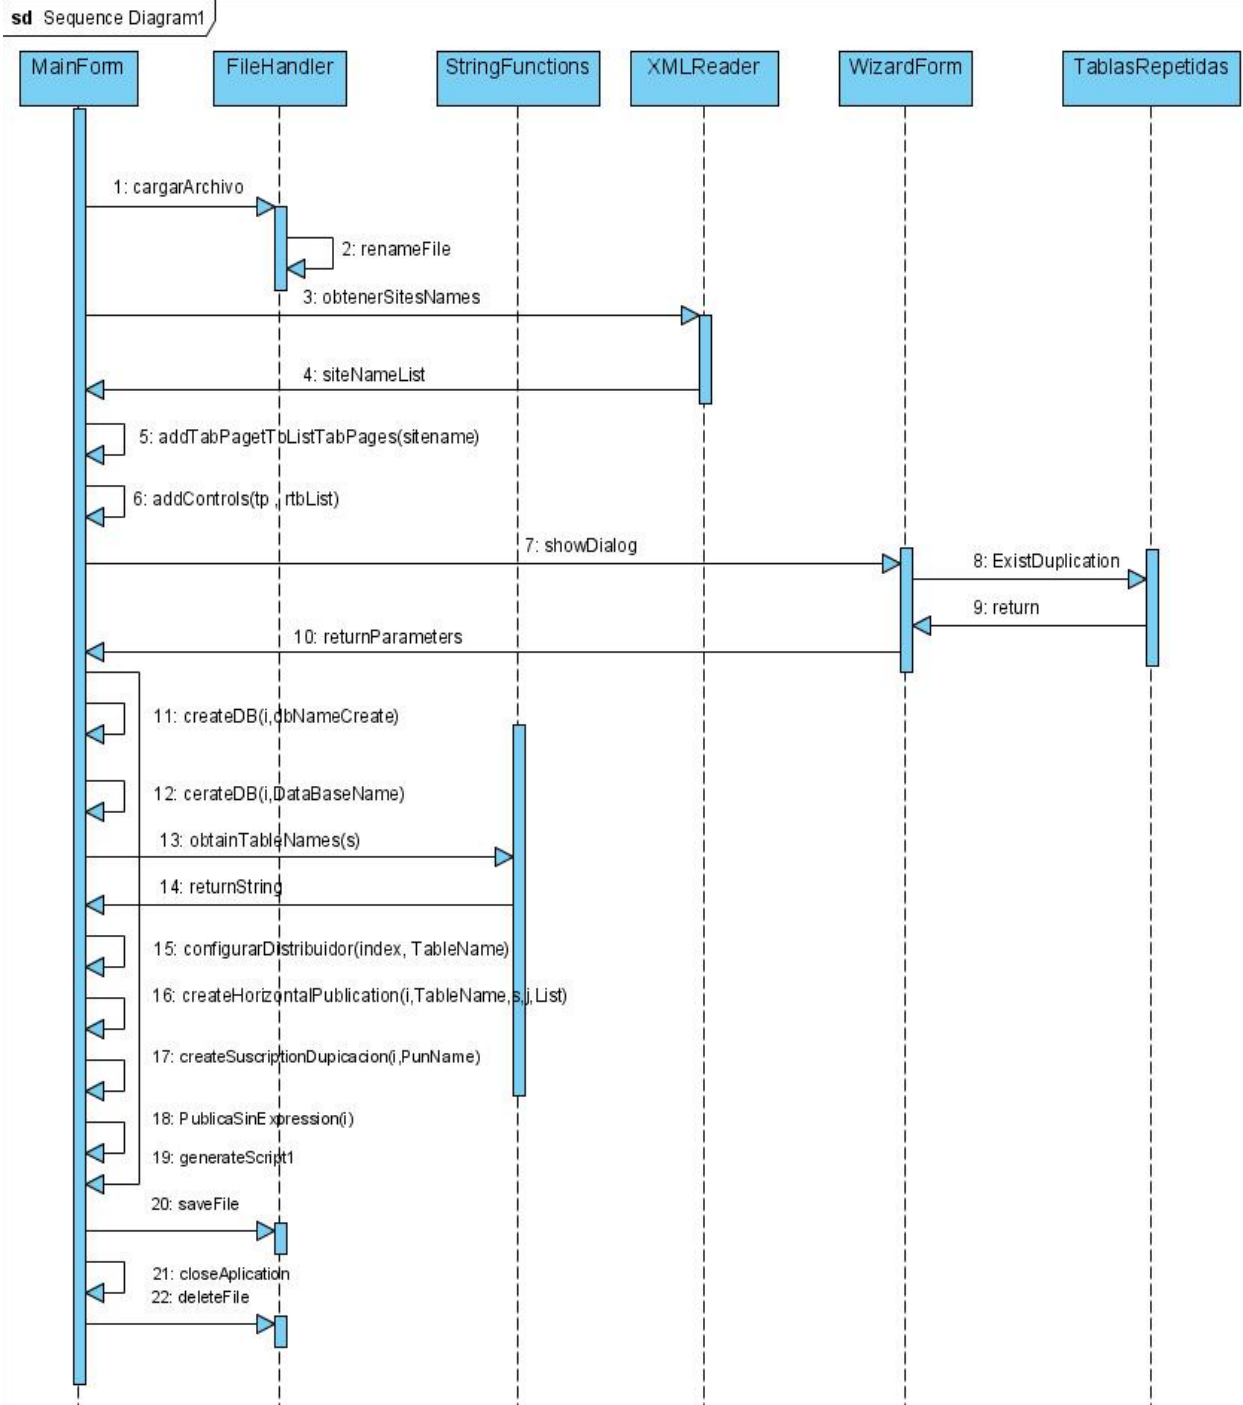 sd Sequence Diagram1
MainForm
FileHandler
StringFunctions
XMLReader
WizardForm
TablasRepetidas
1: cargarArchivo
2: renameFile
3: obtenerSitesNames
4: siteNameList
5: addTabPagetToListTabPages(sitename)
6: addControls(tp , rtbList)
7: showDialog
8: ExistDuplication
9: return
10: returnParameters
11: createDB(i,dbNameCreate)
12: cerateDB(i,DataBaseName)
13: obtainTableNames(s)
14: returnString
15: configurarDistribuidor(index, TableName)
16: createHorizontalPublication(i,TableName,s,j,List)
17: createSuscriptionDupicacion(i,PunName)
18: PublicaSinExpression(i)
19: generateScript1
20: saveFile
21: closeAplication
22: deleteFile